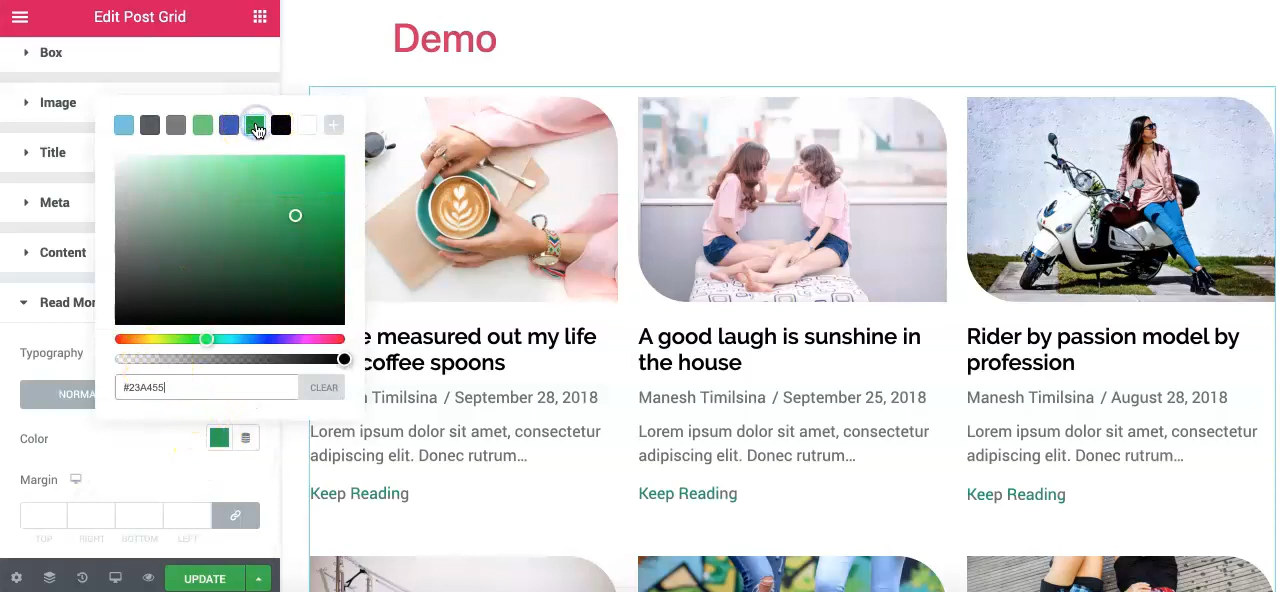 Edit Post Grid
Box
Image
Title
Meta
Content
Read Mor
Typography
NORMA
#23A455
CLEAR
Color
Margin
TOP RIGHT BOTTOM LEFT
UPDATE
Demo
e measured out my life
coffee spoons
Timilsina / September 28, 2018
Lorem ipsum dolor sit amet, consectetur
adipiscing elit. Donec rutrum...
Keep Reading
A good laugh is sunshine in
the house
Manesh Timilsina / September 25, 2018
Lorem ipsum dolor sit amet, consectetur
adipiscing elit. Donec rutrum...
Keep Reading
Rider by passion model by
profession
Manesh Timilsina / August 28, 2018
Lorem ipsum dolor sit amet, consectetur
adipiscing elit. Donec rutrum...
Keep Reading